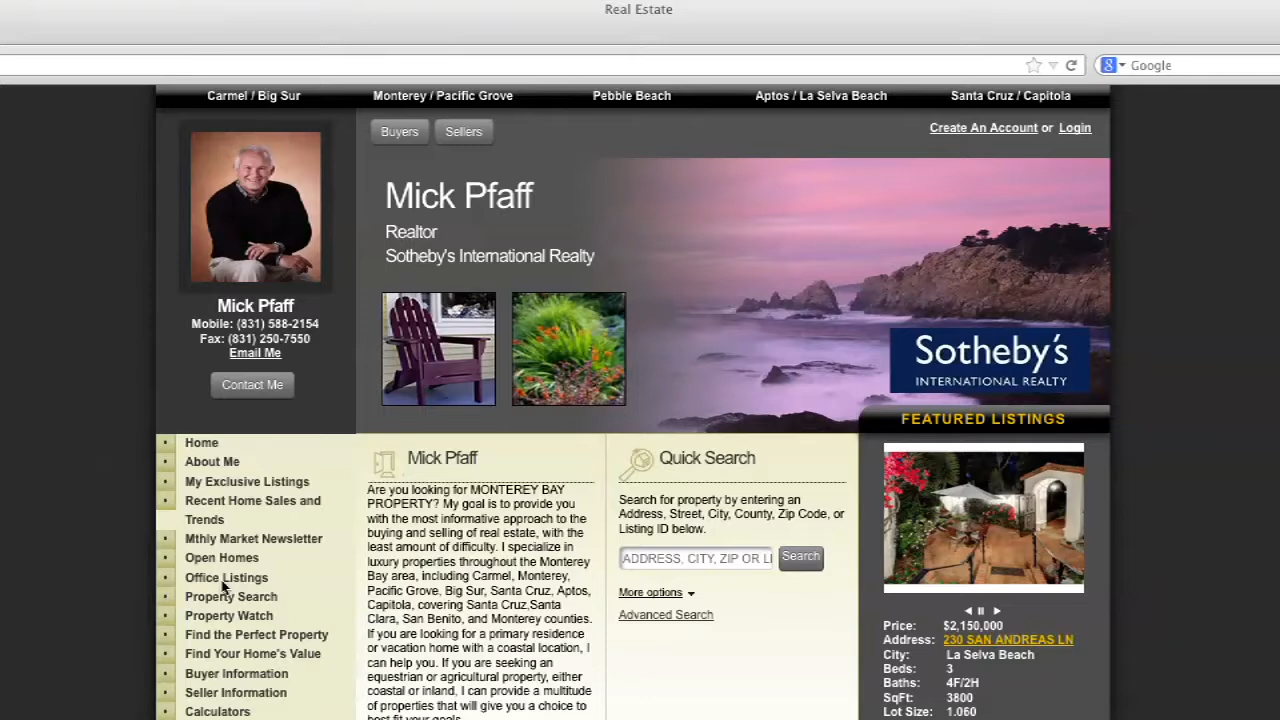 Real Estate
Google
Carmel / Big Sur
Monterey / Pacific Grove
Pebble Beach
Aptos / La Selva Beach
Santa Cruz / Capitola
Buyers
Sellers
Create An Account or Login
Mick Pfaff
Realtor
Sotheby's International Realty
Mick Pfaff
Mobile: (831) 588-2154
Fax: (831) 250-7550
Email Me
Contact Me
Sotheby's
INTERNATIONAL REALTY
Home
About Me
My Exclusive Listings
Recent Home Sales and
Trends
Mthly Market Newsletter
Open Homes
Office Listings
Property Search
Property Watch
Find the Perfect Property
Find Your Home's Value
Buyer Information
Seller Information
Calculators
Mick Pfaff
Are you looking for MONTEREY BAY
PROPERTY? My goal is to provide you
with the most informative approach to the
buying and selling of real estate, with the
least amount of difficulty. I specialize in
luxury properties throughout the Monterey
Bay area, including Carmel, Monterey,
Pacific Grove, Big Sur, Santa Cruz, Aptos,
Capitola, covering Santa Cruz,Santa
Clara, San Benito, and Monterey counties.
If you are looking for a primary residence
or vacation home with a coastal location, I
can help you. If you are seeking an
equestrian or agricultural property, either
coastal or inland, I can provide a multitude
of properties that will give you a choice to
best fit your goals.
Quick Search
Search for property by entering an
Address, Street, City, County, Zip Code, or
Listing ID below.
ADDRESS, CITY, ZIP OR LI
Search
More options
Advanced Search
FEATURED LISTINGS
Price: $2,150,000
Address: 230 SAN ANDREAS LN
City: La Selva Beach
Beds: 3
Baths: 4F/2H
SqFt: 3800
Lot Size: 1.060